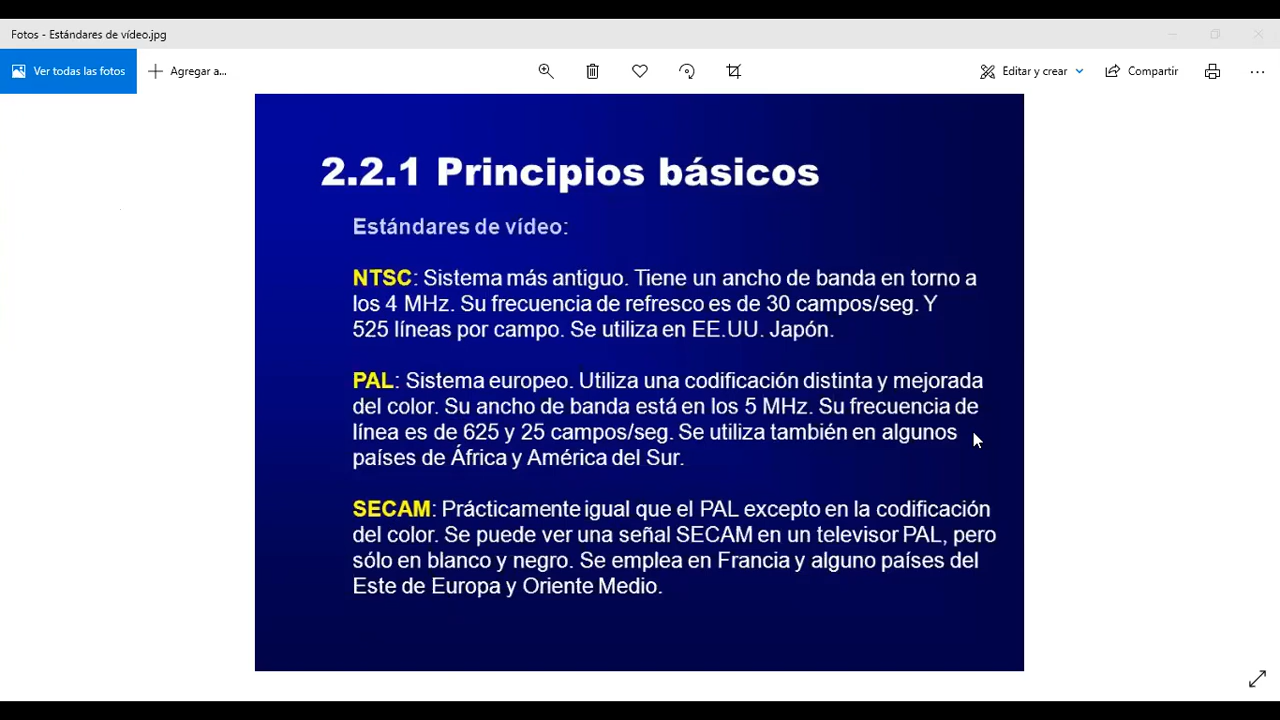 Fotos - Estándares de vídeo.jpg
Ver todas las fotos
Agregar a...
Editar y crear
Compartir
2.2.1 Principios básicos
Estándares de vídeo:
NTSC: Sistema más antiguo. Tiene un ancho de banda en torno a
los 4 MHz. Su frecuencia de refresco es de 30 campos/seg. Y
525 líneas por campo. Se utiliza en EE.UU. Japón.
PAL: Sistema europeo. Utiliza una codificación distinta y mejorada
del color. Su ancho de banda está en los 5 MHz. Su frecuencia de
línea es de 625 y 25 campos/seg. Se utiliza también en algunos
países de África y América del Sur.
SECAM: Prácticamente igual que el PAL excepto en la codificación
del color. Se puede ver una señal SECAM en un televisor PAL, pero
sólo en blanco y negro. Se emplea en Francia y alguno países del
Este de Europa y Oriente Medio.